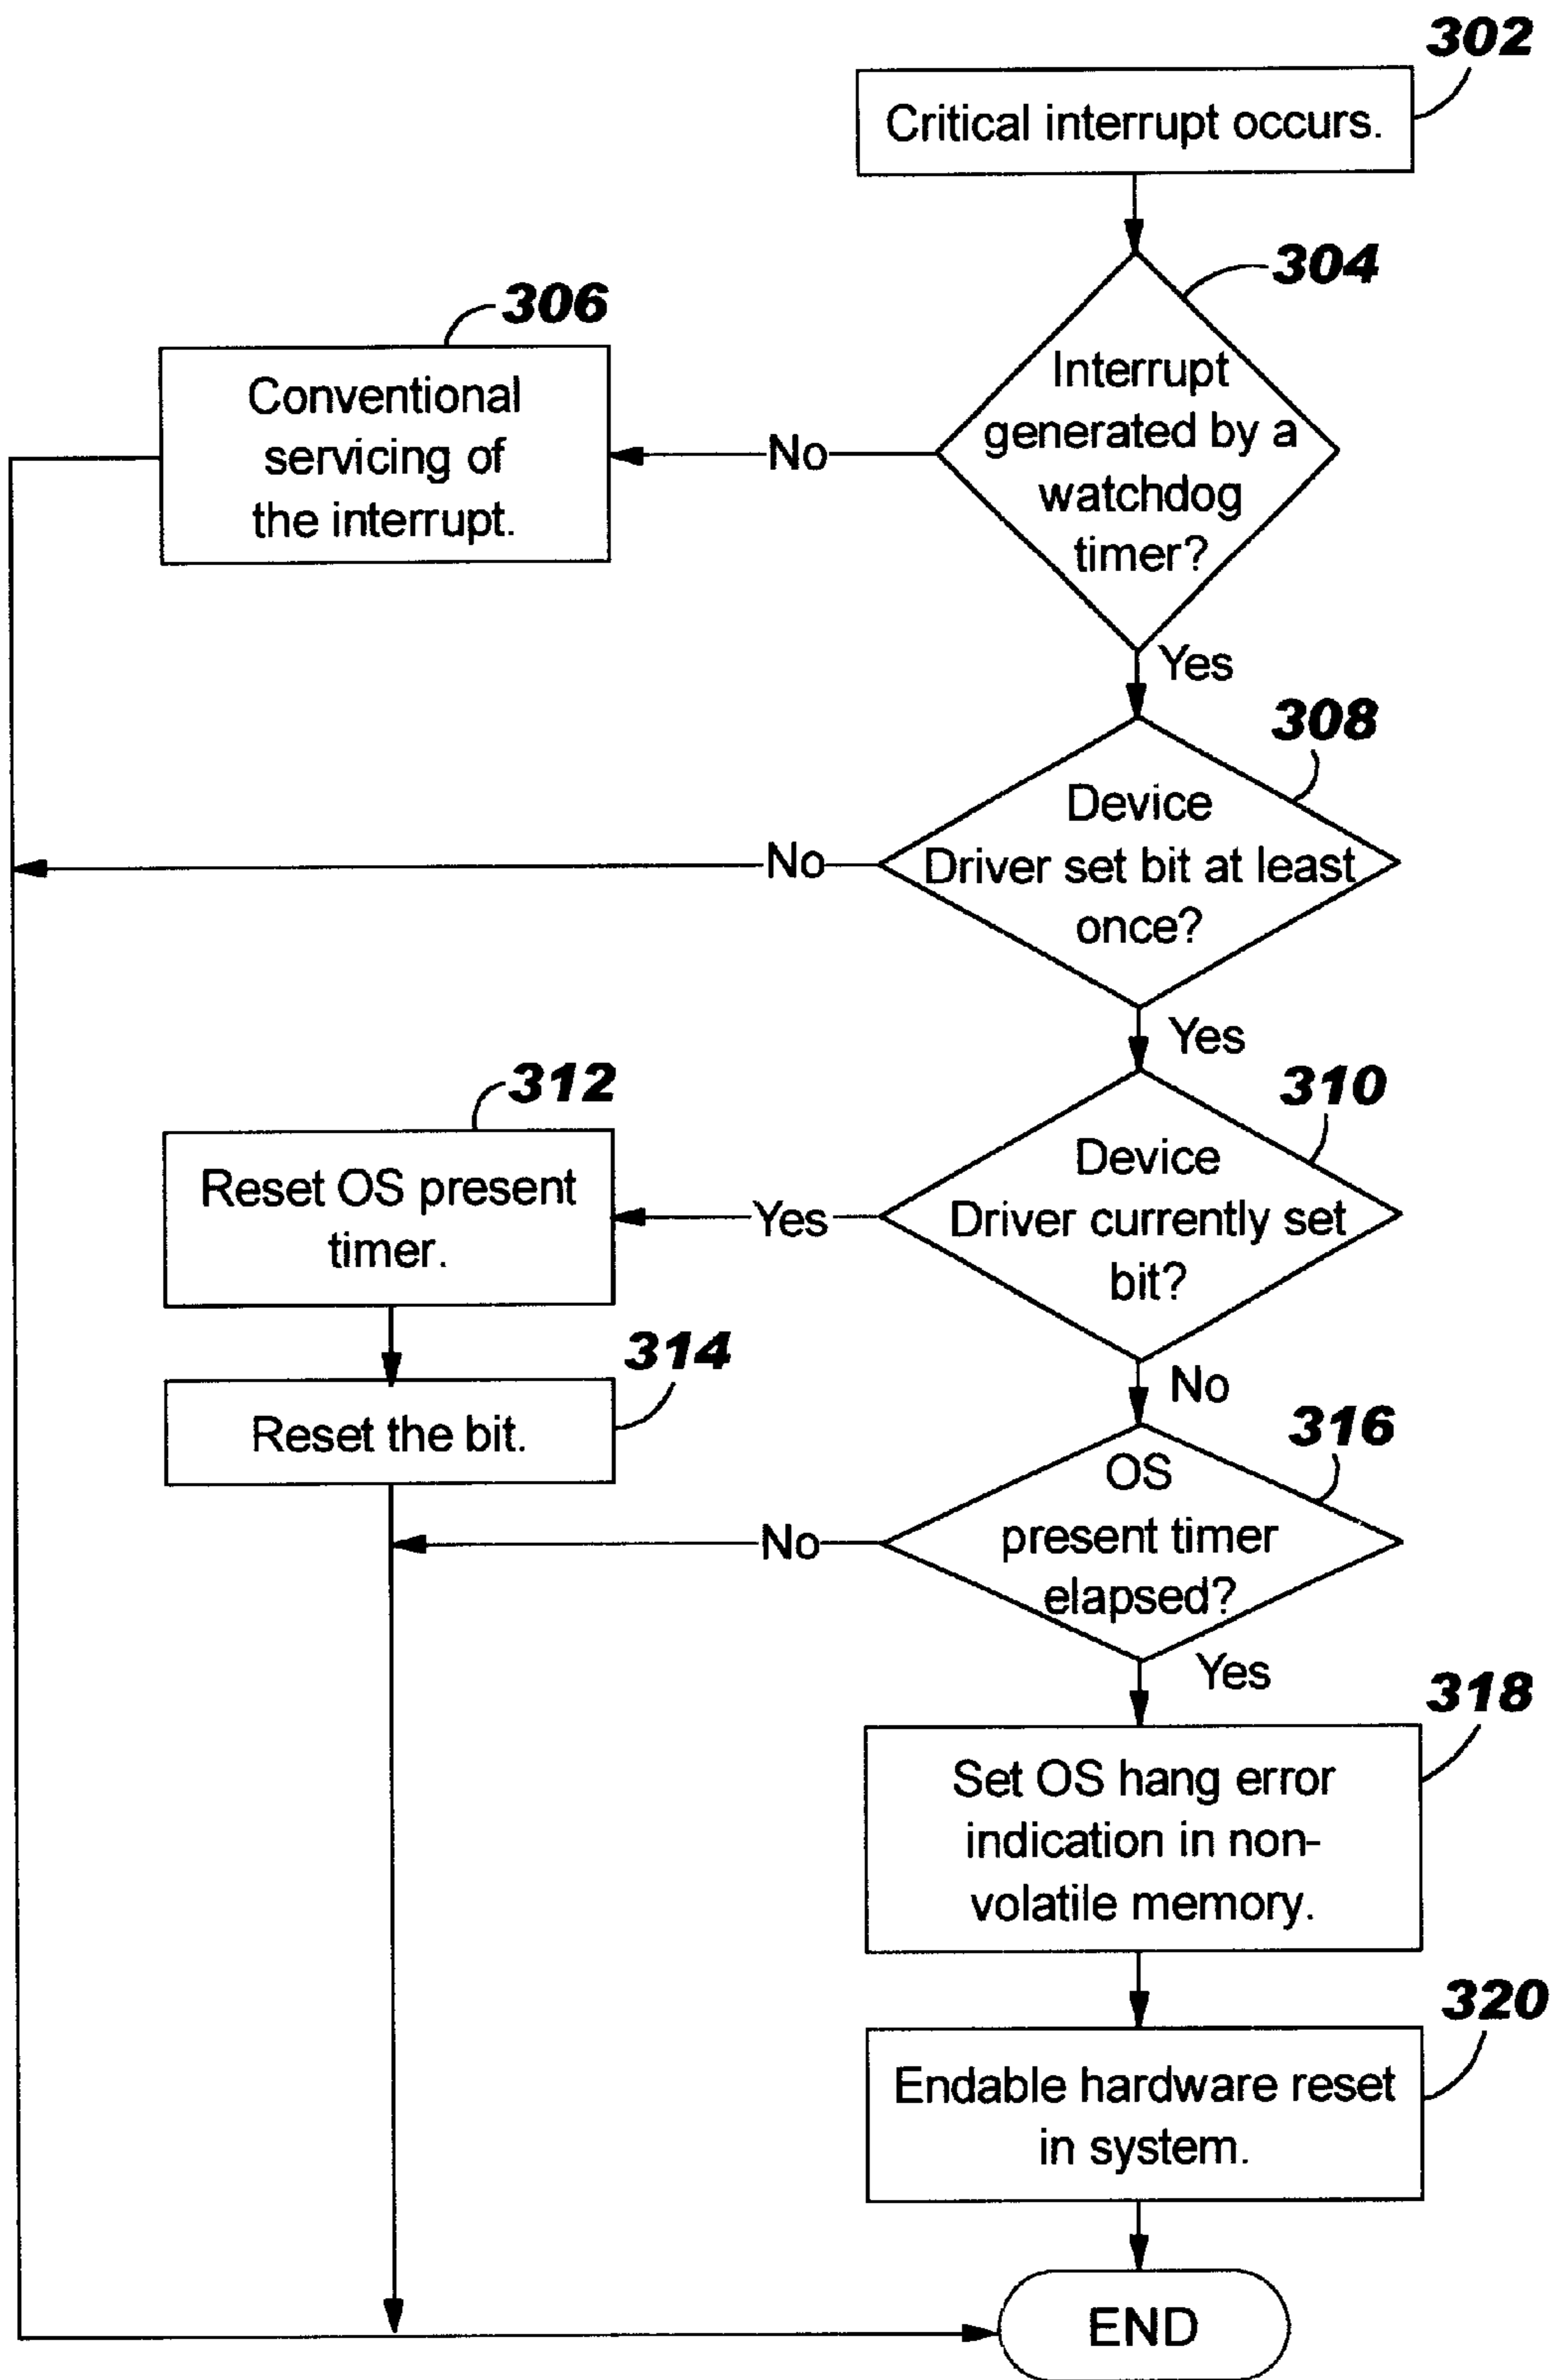 302
Critical interrupt occurs.
304
Interrupt
generated by a
watchdog
timer?
No
306
Conventional
servicing of
the interrupt.
Yes
308
Device
Driver set bit at least
once?
No
Yes
310
Device
Driver currently set
bit?
Yes
312
Reset OS present
timer.
314
Reset the bit.
No
316
OS
present timer
elapsed?
No
Yes
318
Set OS hang error
indication in non-
volatile memory.
320
Endable hardware reset
in system.
END